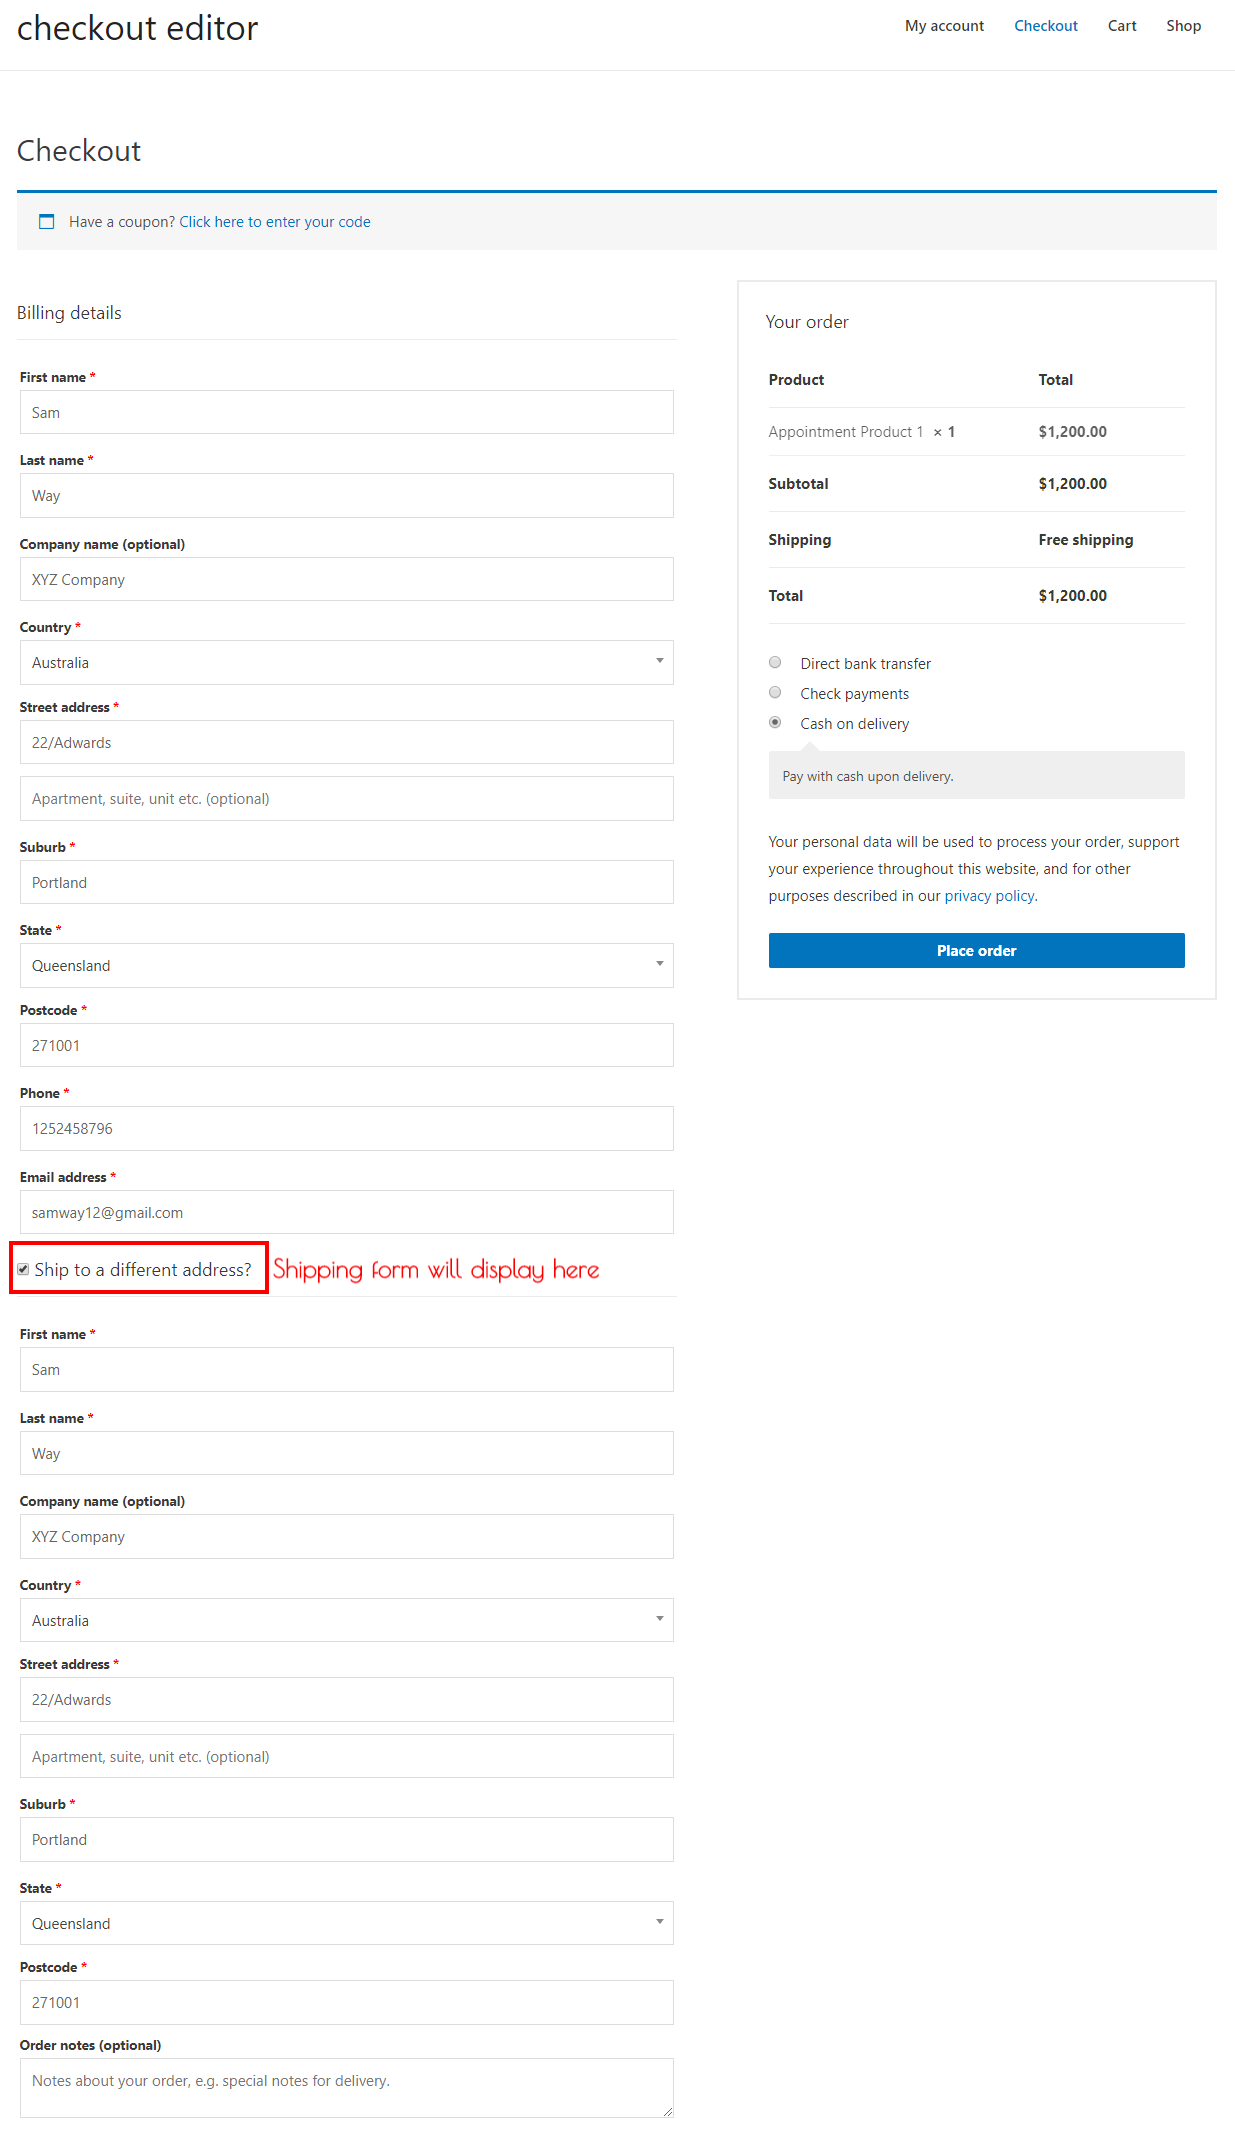 checkout editor
My account Checkout Cart Shop
Checkout
Have a coupon? Click here to enter your code
Billing details
First name *
Sam
Last name *
Way
Company name (optional)
XYZ Company
Country *
Australia
Street address *
22/Adwards
Apartment, suite, unit etc. (optional)
Suburb *
Portland
State *
Queensland
Postcode *
271001
Phone *
1252458796
Email address *
samway12@gmail.com
Ship to a different address? Shipping form will display here
First name *
Sam
Last name *
Way
Company name (optional)
XYZ Company
Country *
Australia
Street address *
22/Adwards
Apartment, suite, unit etc. (optional)
Suburb *
Portland
State *
Queensland
Postcode *
271001
Order notes (optional)
Notes about your order, e.g. special notes for delivery.
Your order
Product Total
Appointment Product 1 × 1 $1,200.00
Subtotal $1,200.00
Shipping Free shipping
Total $1,200.00
Direct bank transfer
Check payments
Cash on delivery
Pay with cash upon delivery.
Your personal data will be used to process your order, support
your experience throughout this website, and for other
purposes described in our privacy policy.
Place order